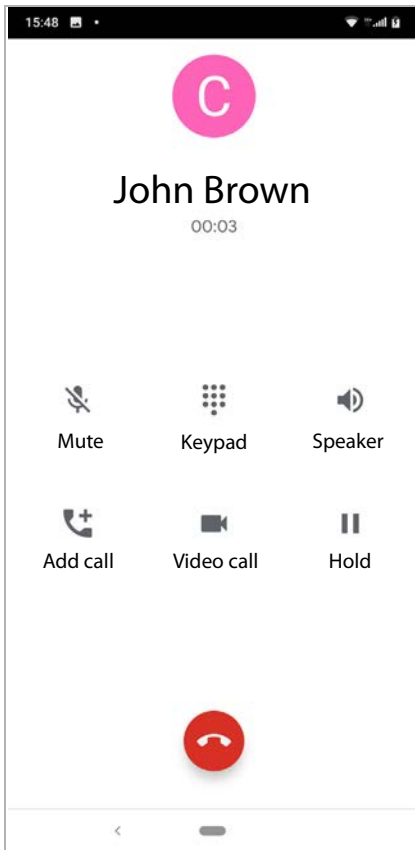 15:48
C
John Brown
00:03
Mute Keypad Speaker
Add call Video call Hold